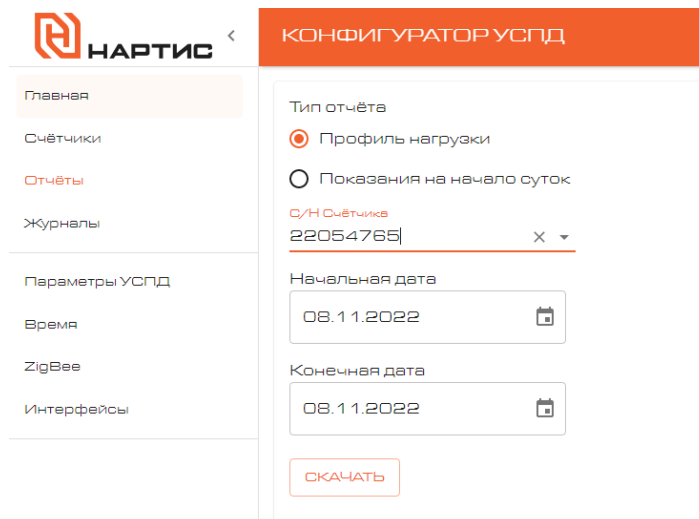 НАРТИС
КОНФИГУРАТОР УСПД
Главная
Счётчики
Отчёты
Журналы
Параметры УСПД
Время
ZigBee
Интерфейсы
Тип отчёта
Профиль нагрузки
Показания на начало суток
С/Н Счётчика
22054765
Начальная дата
08.11.2022
Конечная дата
08.11.2022
СКАЧАТЬ